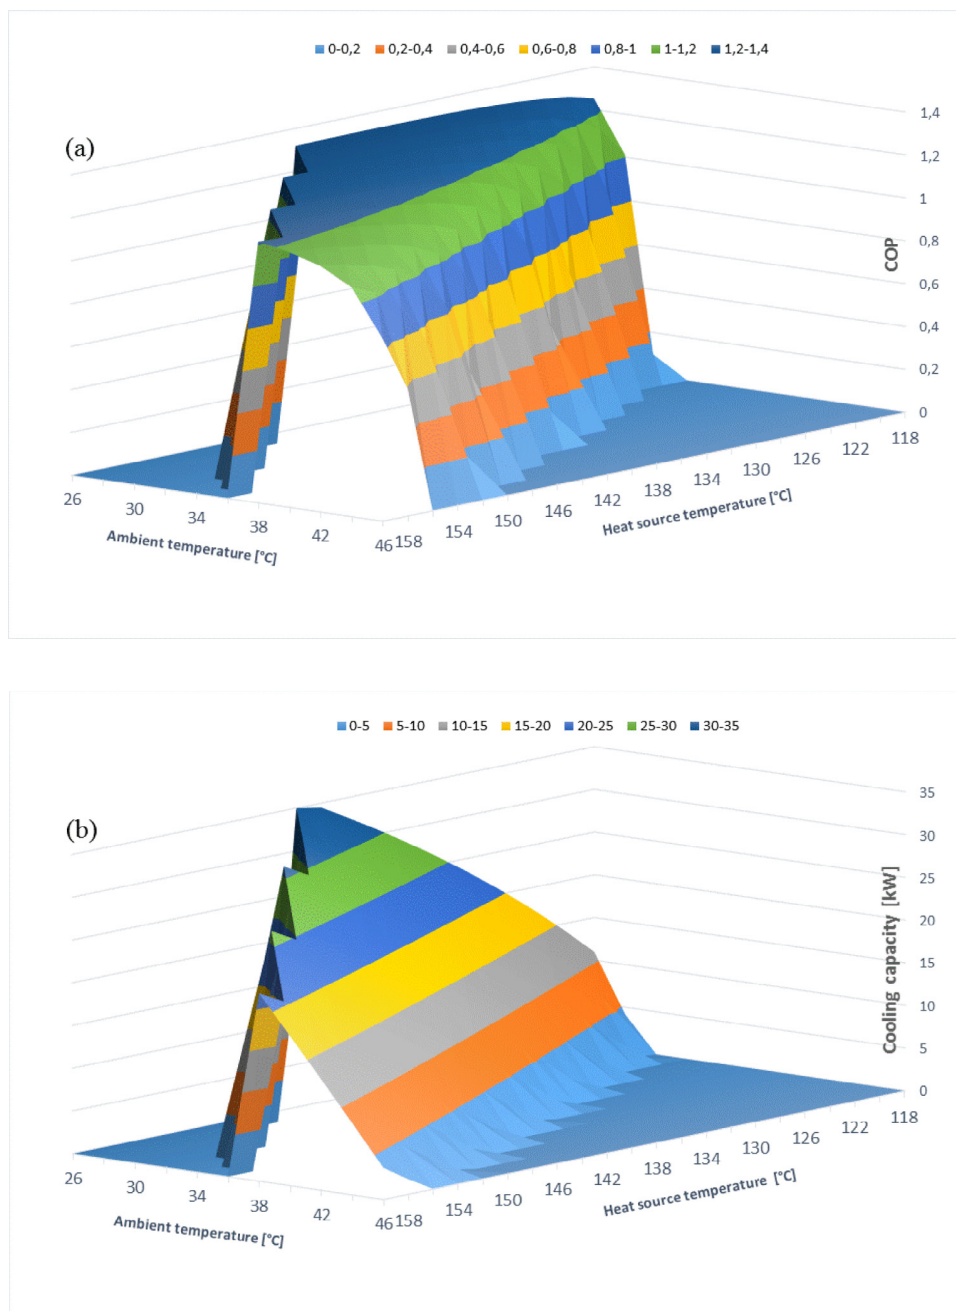 0-0,2 0,2-0,4 0,4-0,6 0,6-0,8 0,8-1 1-1,2 1,2-1,4
(a)
1,4
1,2
1
0,8
0,6
0,4
0,2
0
COP
26 30 34 38 42 46
Ambient temperature [°C]
158 154 150 146 142 138 134 130 126 122 118
Heat source temperature [°C]
0-5 5-10 10-15 15-20 20-25 25-30 30-35
(b)
35
30
25
20
15
10
5
0
Cooling capacity [kW]
26 30 34 38 42 46
Ambient temperature [°C]
158 154 150 146 142 138 134 130 126 122 118
Heat source temperature [°C]